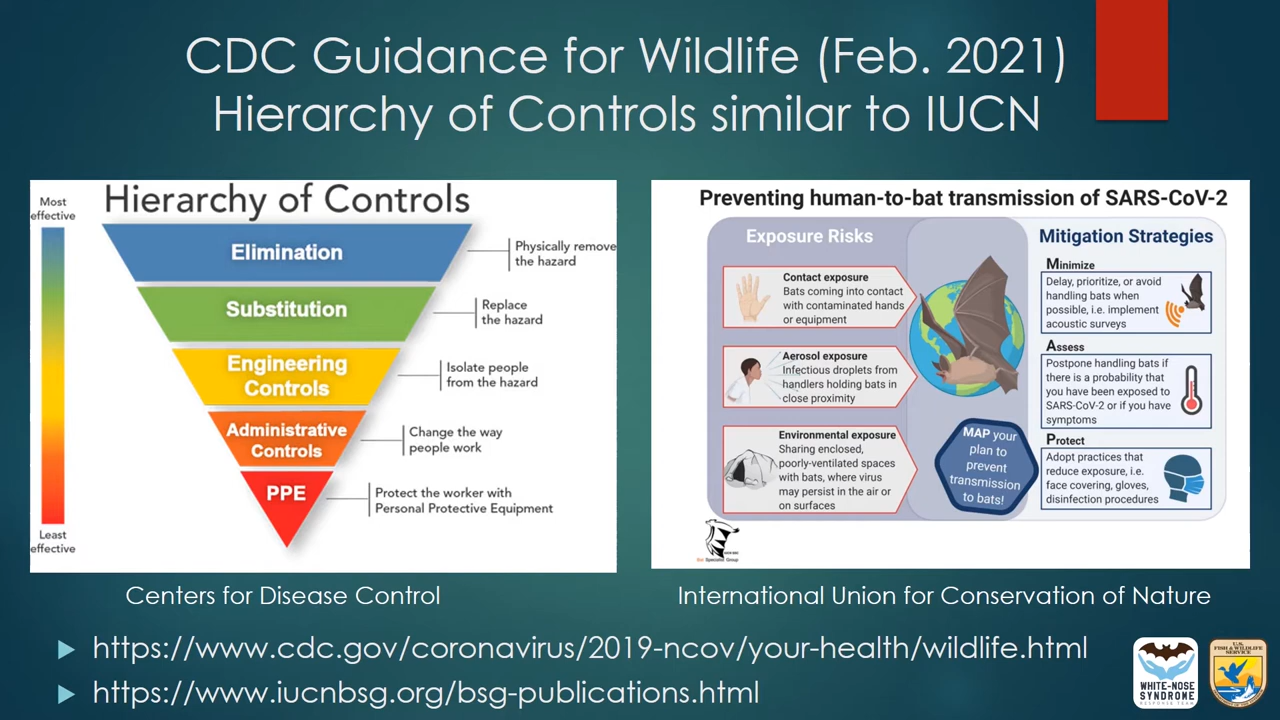 CDC Guidance for Wildlife (Feb. 2021)
Hierarchy of Controls similar to IUCN
Hierarchy of Controls
Most
effective
Elimination
Physically remove
the hazard
Substitution
Replace
the hazard
Engineering
Controls
Isolate people
from the hazard
Administrative
Controls
Change the way
people work
PPE
Protect the worker with
Personal Protective Equipment
Least
effective
Centers for Disease Control
Preventing human-to-bat transmission of SARS-CoV-2
Exposure Risks
Contact exposure
Bats coming into contact
with contaminated hands
or equipment
Aerosol exposure
Infectious droplets from
handlers holding bats in
close proximity
Environmental exposure
Sharing enclosed,
poorly-ventilated spaces
with bats, where virus
may persist in the air or
on surfaces
MAP your
plan to
prevent
transmission
to bats!
Mitigation Strategies
Minimize
Delay, prioritize, or avoid
handling bats when
possible, i.e. implement
acoustic surveys
Assess
Postpone handling bats if
there is a probability that
you have been exposed to
SARS-CoV-2 or if you have
symptoms
Protect
Adopt practices that
reduce exposure, i.e.
face covering, gloves,
disinfection procedures
Bat Specialist Group
International Union for Conservation of Nature
https://www.cdc.gov/coronavirus/2019-ncov/your-health/wildlife.html
https://www.iucnbsg.org/bsg-publications.html
WHITE-NOSE
SYNDROME
RESPONSE TEAM
U.S.
FISH & WILDLIFE
SERVICE